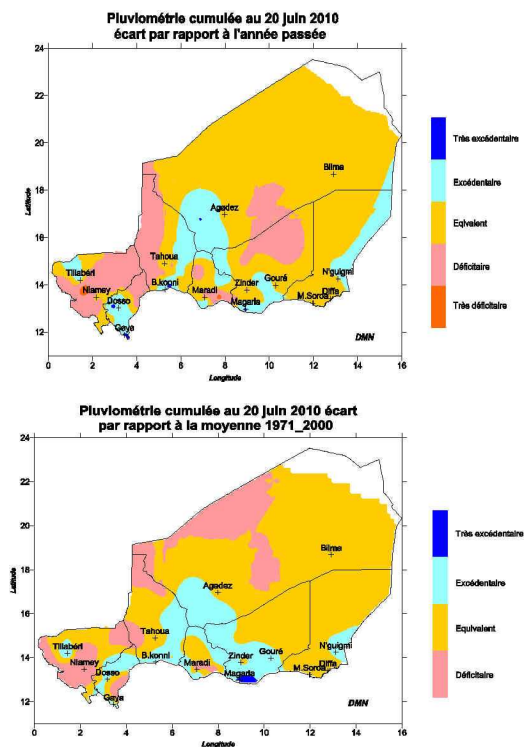 Pluviométrie cumulée au 20 juin 2010
écart par rapport à l'année passée
24
22
20
18
16
14
12
Latitude
0 2 4 6 8 10 12 14 16
Longitude
Bilma
Agadez
Tahoua
Tillabéri
Niamey
Dosso
Gaya
B.konni
Maradi
Zinder
Gouré
Magaria
N'guigmi
Diffa
M.Soroa
DMN
Très excédentaire
Excédentaire
Eqivalent
Déficitaire
Très déficitaire
Pluviométrie cumulée au 20 juin 2010 écart
par rapport à la moyenne 1971_2000
24
22
20
18
16
14
12
Latitude
0 2 4 6 8 10 12 14 16
Longitude
Bilma
Agadez
Tahoua
Tillabéri
Niamey
Dosso
Gaya
B.konni
Maradi
Zinder
Gouré
Magaria
N'guigmi
Diffa
M.Soroa
DMN
Très excédentaire
Excédentaire
Equivalent
Déficitaire